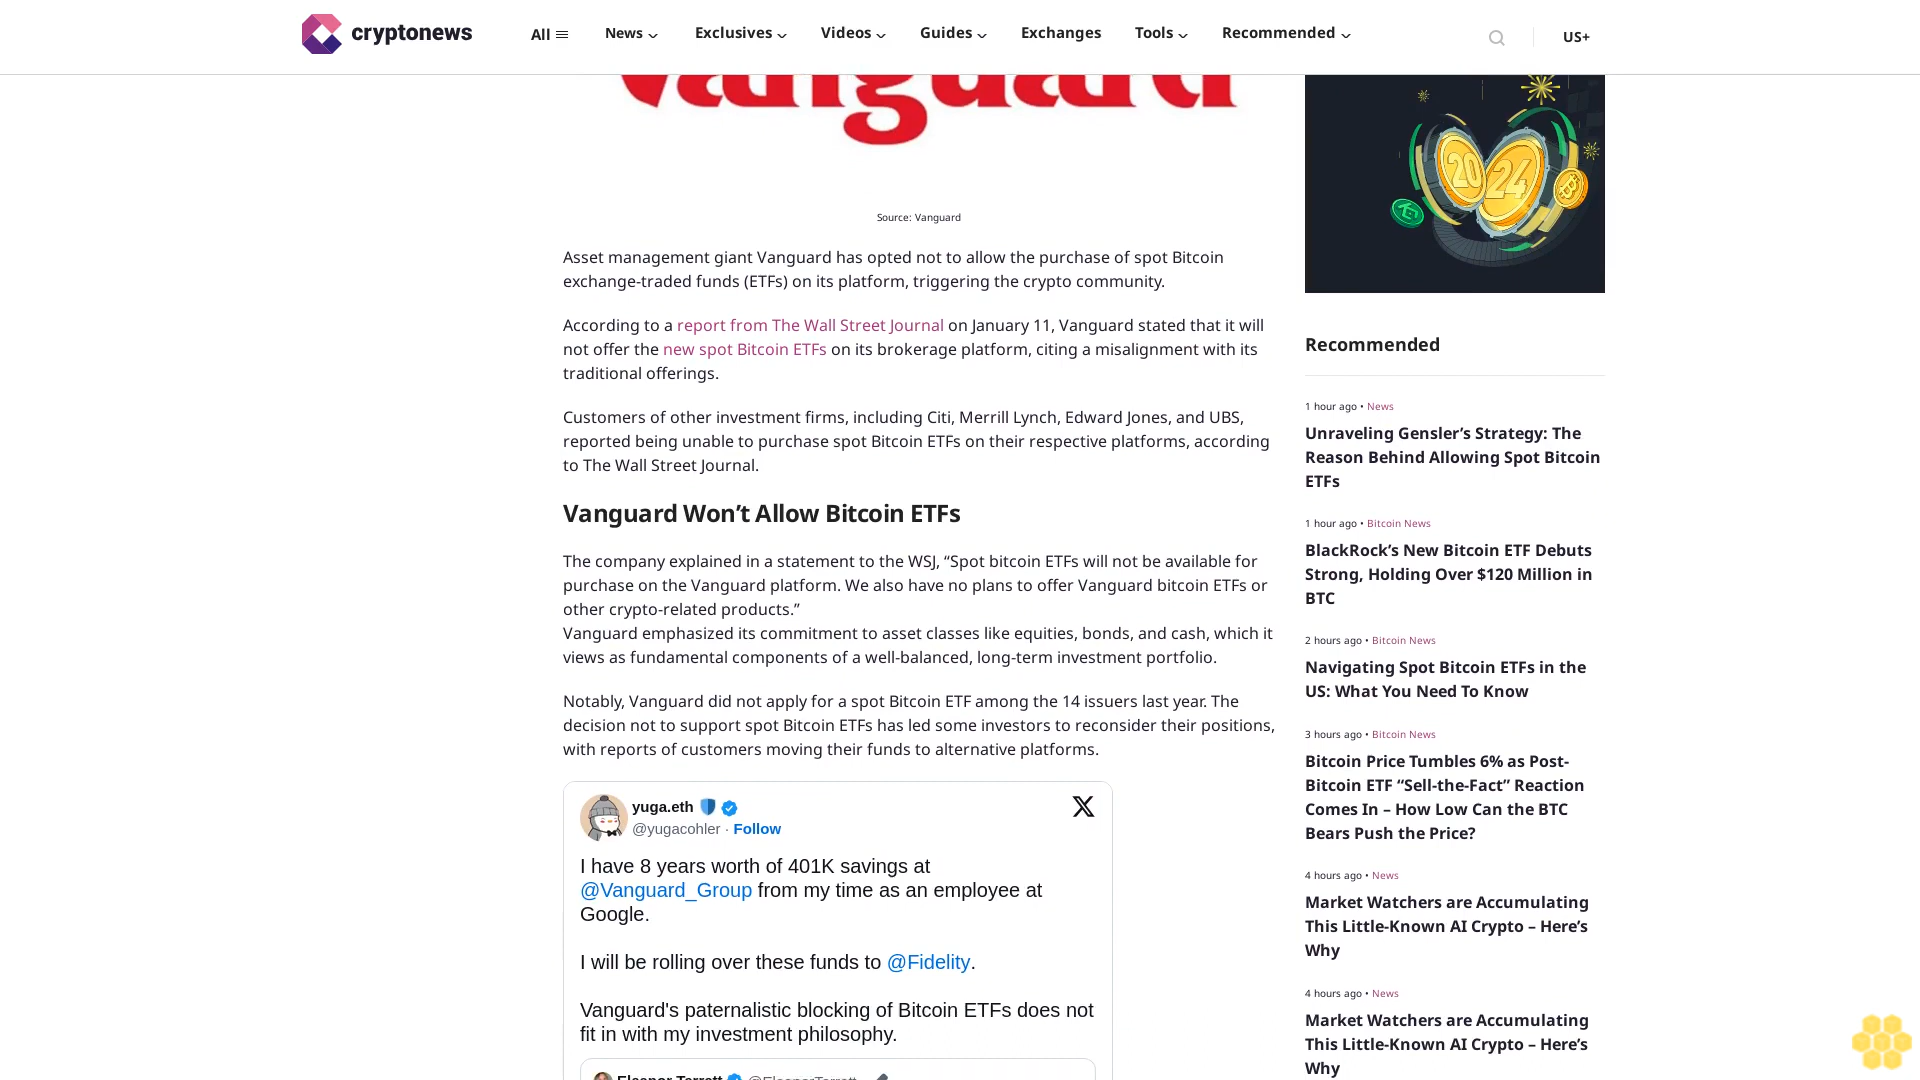 cryptonews
All
News
Exclusives
Videos
Guides
Exchanges
Tools
Recommended
US+
Vanguard
Source: Vanguard
Asset management giant Vanguard has opted not to allow the purchase of spot Bitcoin
exchange-traded funds (ETFs) on its platform, triggering the crypto community.
According to a report from The Wall Street Journal on January 11, Vanguard stated that it will
not offer the new spot Bitcoin ETFs on its brokerage platform, citing a misalignment with its
traditional offerings.
Customers of other investment firms, including Citi, Merrill Lynch, Edward Jones, and UBS,
reported being unable to purchase spot Bitcoin ETFs on their respective platforms, according
to The Wall Street Journal.
Vanguard Won’t Allow Bitcoin ETFs
The company explained in a statement to the WSJ, “Spot bitcoin ETFs will not be available for
purchase on the Vanguard platform. We also have no plans to offer Vanguard bitcoin ETFs or
other crypto-related products.”
Vanguard emphasized its commitment to asset classes like equities, bonds, and cash, which it
views as fundamental components of a well-balanced, long-term investment portfolio.
Notably, Vanguard did not apply for a spot Bitcoin ETF among the 14 issuers last year. The
decision not to support spot Bitcoin ETFs has led some investors to reconsider their positions,
with reports of customers moving their funds to alternative platforms.
yuga.eth
@yugacohler · Follow
I have 8 years worth of 401K savings at
@Vanguard_Group from my time as an employee at
Google.
I will be rolling over these funds to @Fidelity.
Vanguard's paternalistic blocking of Bitcoin ETFs does not
fit in with my investment philosophy.
Eleanor Terrett @EleanorTerrett
20 24
Recommended
1 hour ago • News
Unraveling Gensler’s Strategy: The
Reason Behind Allowing Spot Bitcoin
ETFs
1 hour ago • Bitcoin News
BlackRock’s New Bitcoin ETF Debuts
Strong, Holding Over $120 Million in
BTC
2 hours ago • Bitcoin News
Navigating Spot Bitcoin ETFs in the
US: What You Need To Know
3 hours ago • Bitcoin News
Bitcoin Price Tumbles 6% as Post-
Bitcoin ETF “Sell-the-Fact” Reaction
Comes In – How Low Can the BTC
Bears Push the Price?
4 hours ago • News
Market Watchers are Accumulating
This Little-Known AI Crypto – Here’s
Why
4 hours ago • News
Market Watchers are Accumulating
This Little-Known AI Crypto – Here’s
Why